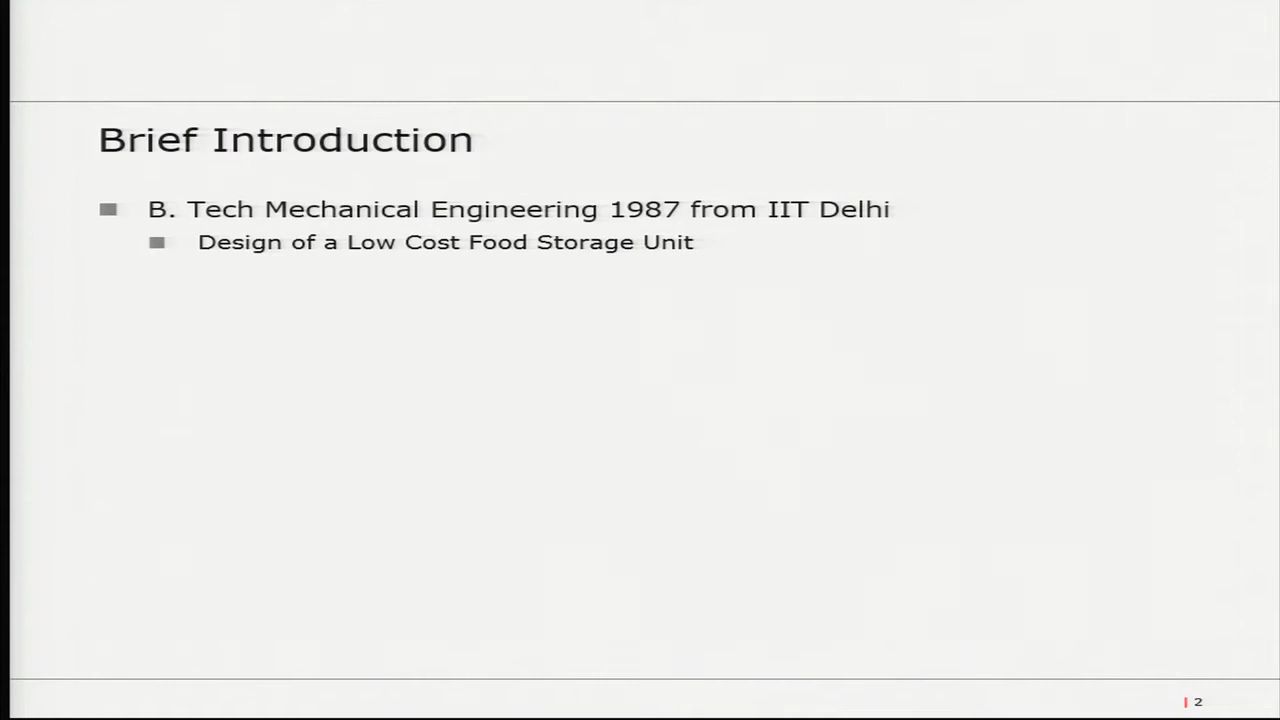 Brief Introduction
B. Tech Mechanical Engineering 1987 from IIT Delhi
Design of a Low Cost Food Storage Unit
2